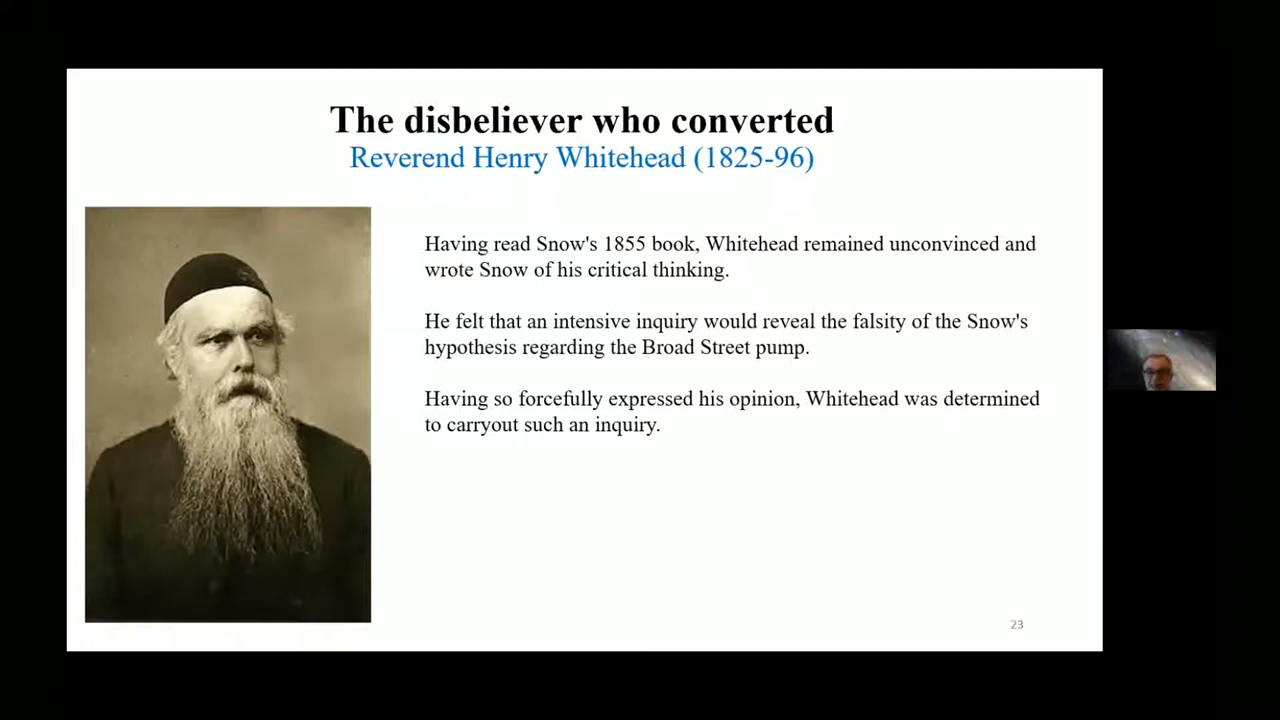 The disbeliever who converted
Reverend Henry Whitehead (1825-96)
Having read Snow's 1855 book, Whitehead remained unconvinced and
wrote Snow of his critical thinking.
He felt that an intensive inquiry would reveal the falsity of the Snow's
hypothesis regarding the Broad Street pump.
Having so forcefully expressed his opinion, Whitehead was determined
to carryout such an inquiry.
23